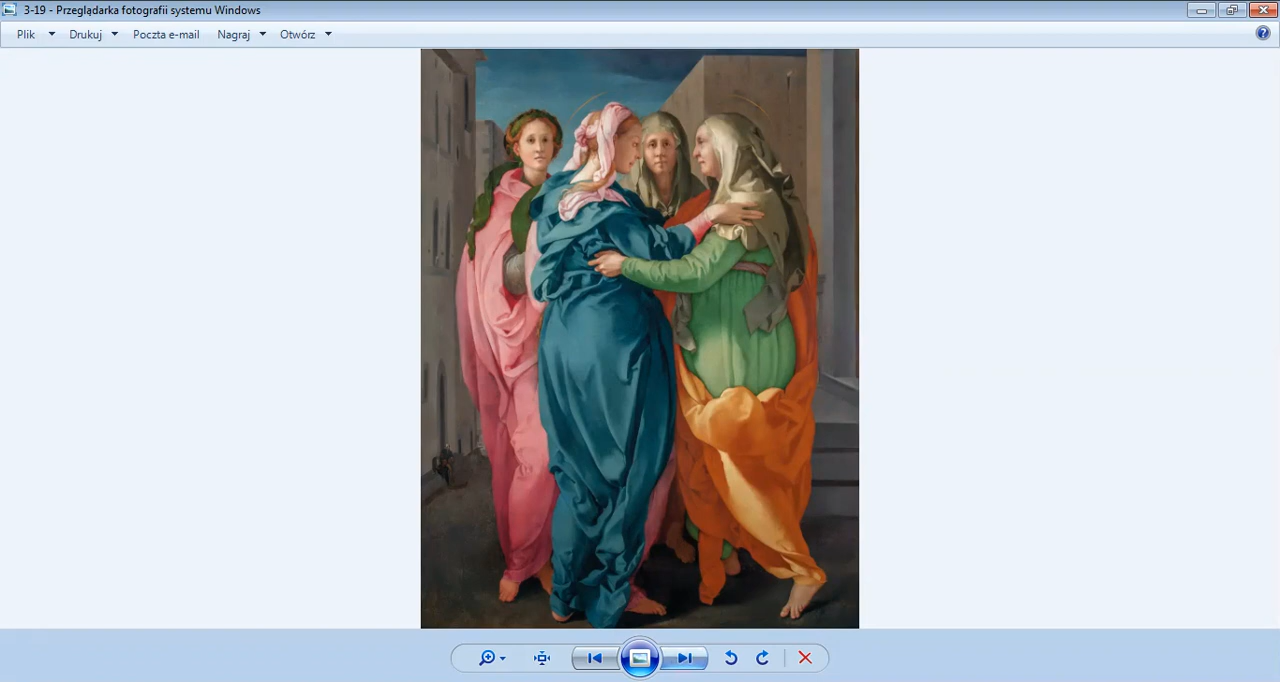 3-19 - Przeglądarka fotografii systemu Windows
Plik Drukuj Poczta e-mail Nagraj Otwórz